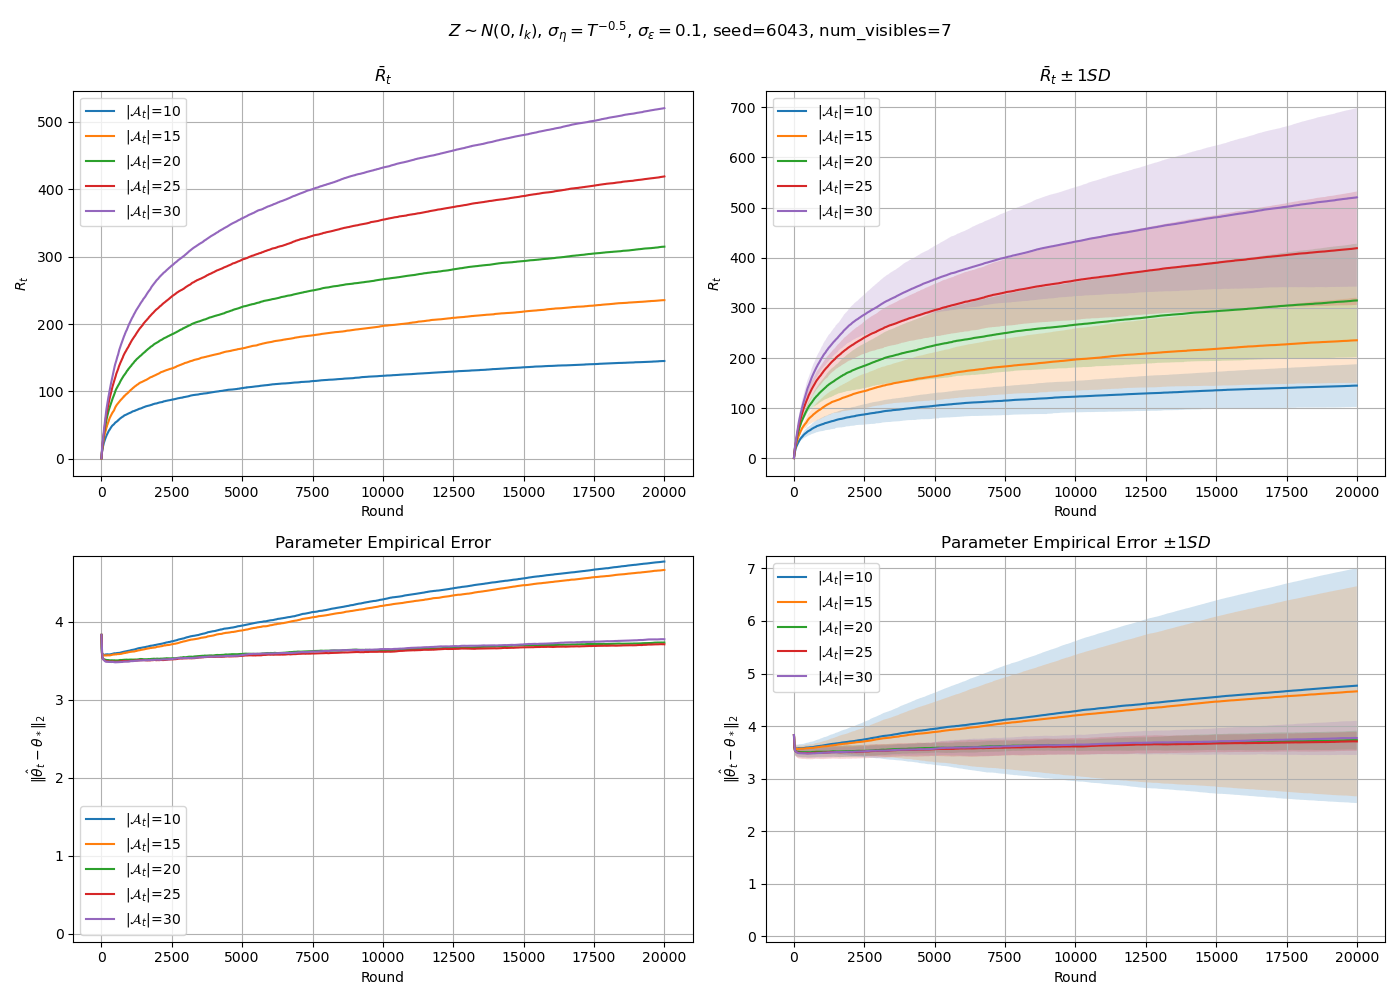 Z ∼ N(0, I_k), σ_η = T^{−0.5}, σ_ε = 0.1, seed=6043, num_visibles=7
R̄_t
R_t
|𝒜_t|=10
|𝒜_t|=15
|𝒜_t|=20
|𝒜_t|=25
|𝒜_t|=30
500
400
300
200
100
0
0 2500 5000 7500 10000 12500 15000 17500 20000
Round
R̄_t ± 1SD
R_t
|𝒜_t|=10
|𝒜_t|=15
|𝒜_t|=20
|𝒜_t|=25
|𝒜_t|=30
700
600
500
400
300
200
100
0
0 2500 5000 7500 10000 12500 15000 17500 20000
Round
Parameter Empirical Error
‖θ̂_t − θ_*‖_2
4
3
2
1
0
|𝒜_t|=10
|𝒜_t|=15
|𝒜_t|=20
|𝒜_t|=25
|𝒜_t|=30
0 2500 5000 7500 10000 12500 15000 17500 20000
Round
Parameter Empirical Error ±1SD
‖θ̂_t − θ_*‖_2
|𝒜_t|=10
|𝒜_t|=15
|𝒜_t|=20
|𝒜_t|=25
|𝒜_t|=30
7
6
5
4
3
2
1
0
0 2500 5000 7500 10000 12500 15000 17500 20000
Round